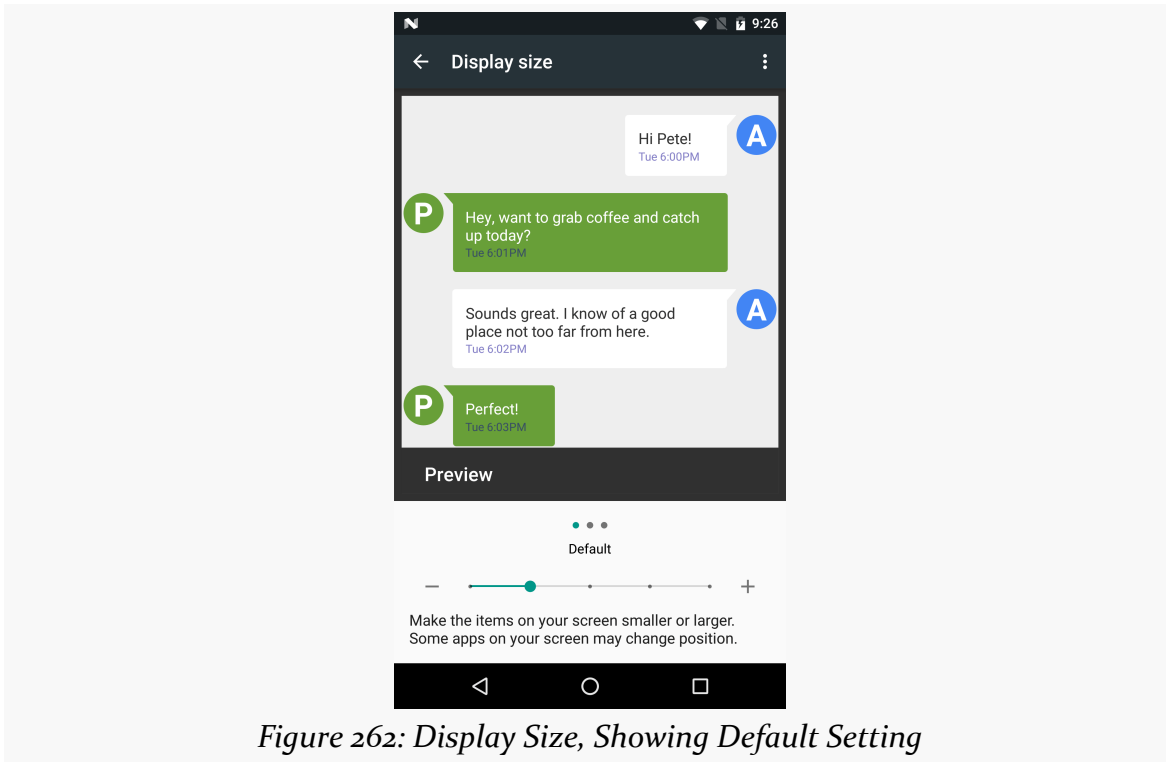 N 9:26
Display size
Hi Pete!
Tue 6:00PM
A
P
Hey, want to grab coffee and catch
up today?
Tue 6:01PM
Sounds great. I know of a good
place not too far from here.
Tue 6:02PM
A
P
Perfect!
Tue 6:03PM
Preview
Default
Make the items on your screen smaller or larger.
Some apps on your screen may change position.
Figure 262: Display Size, Showing Default Setting